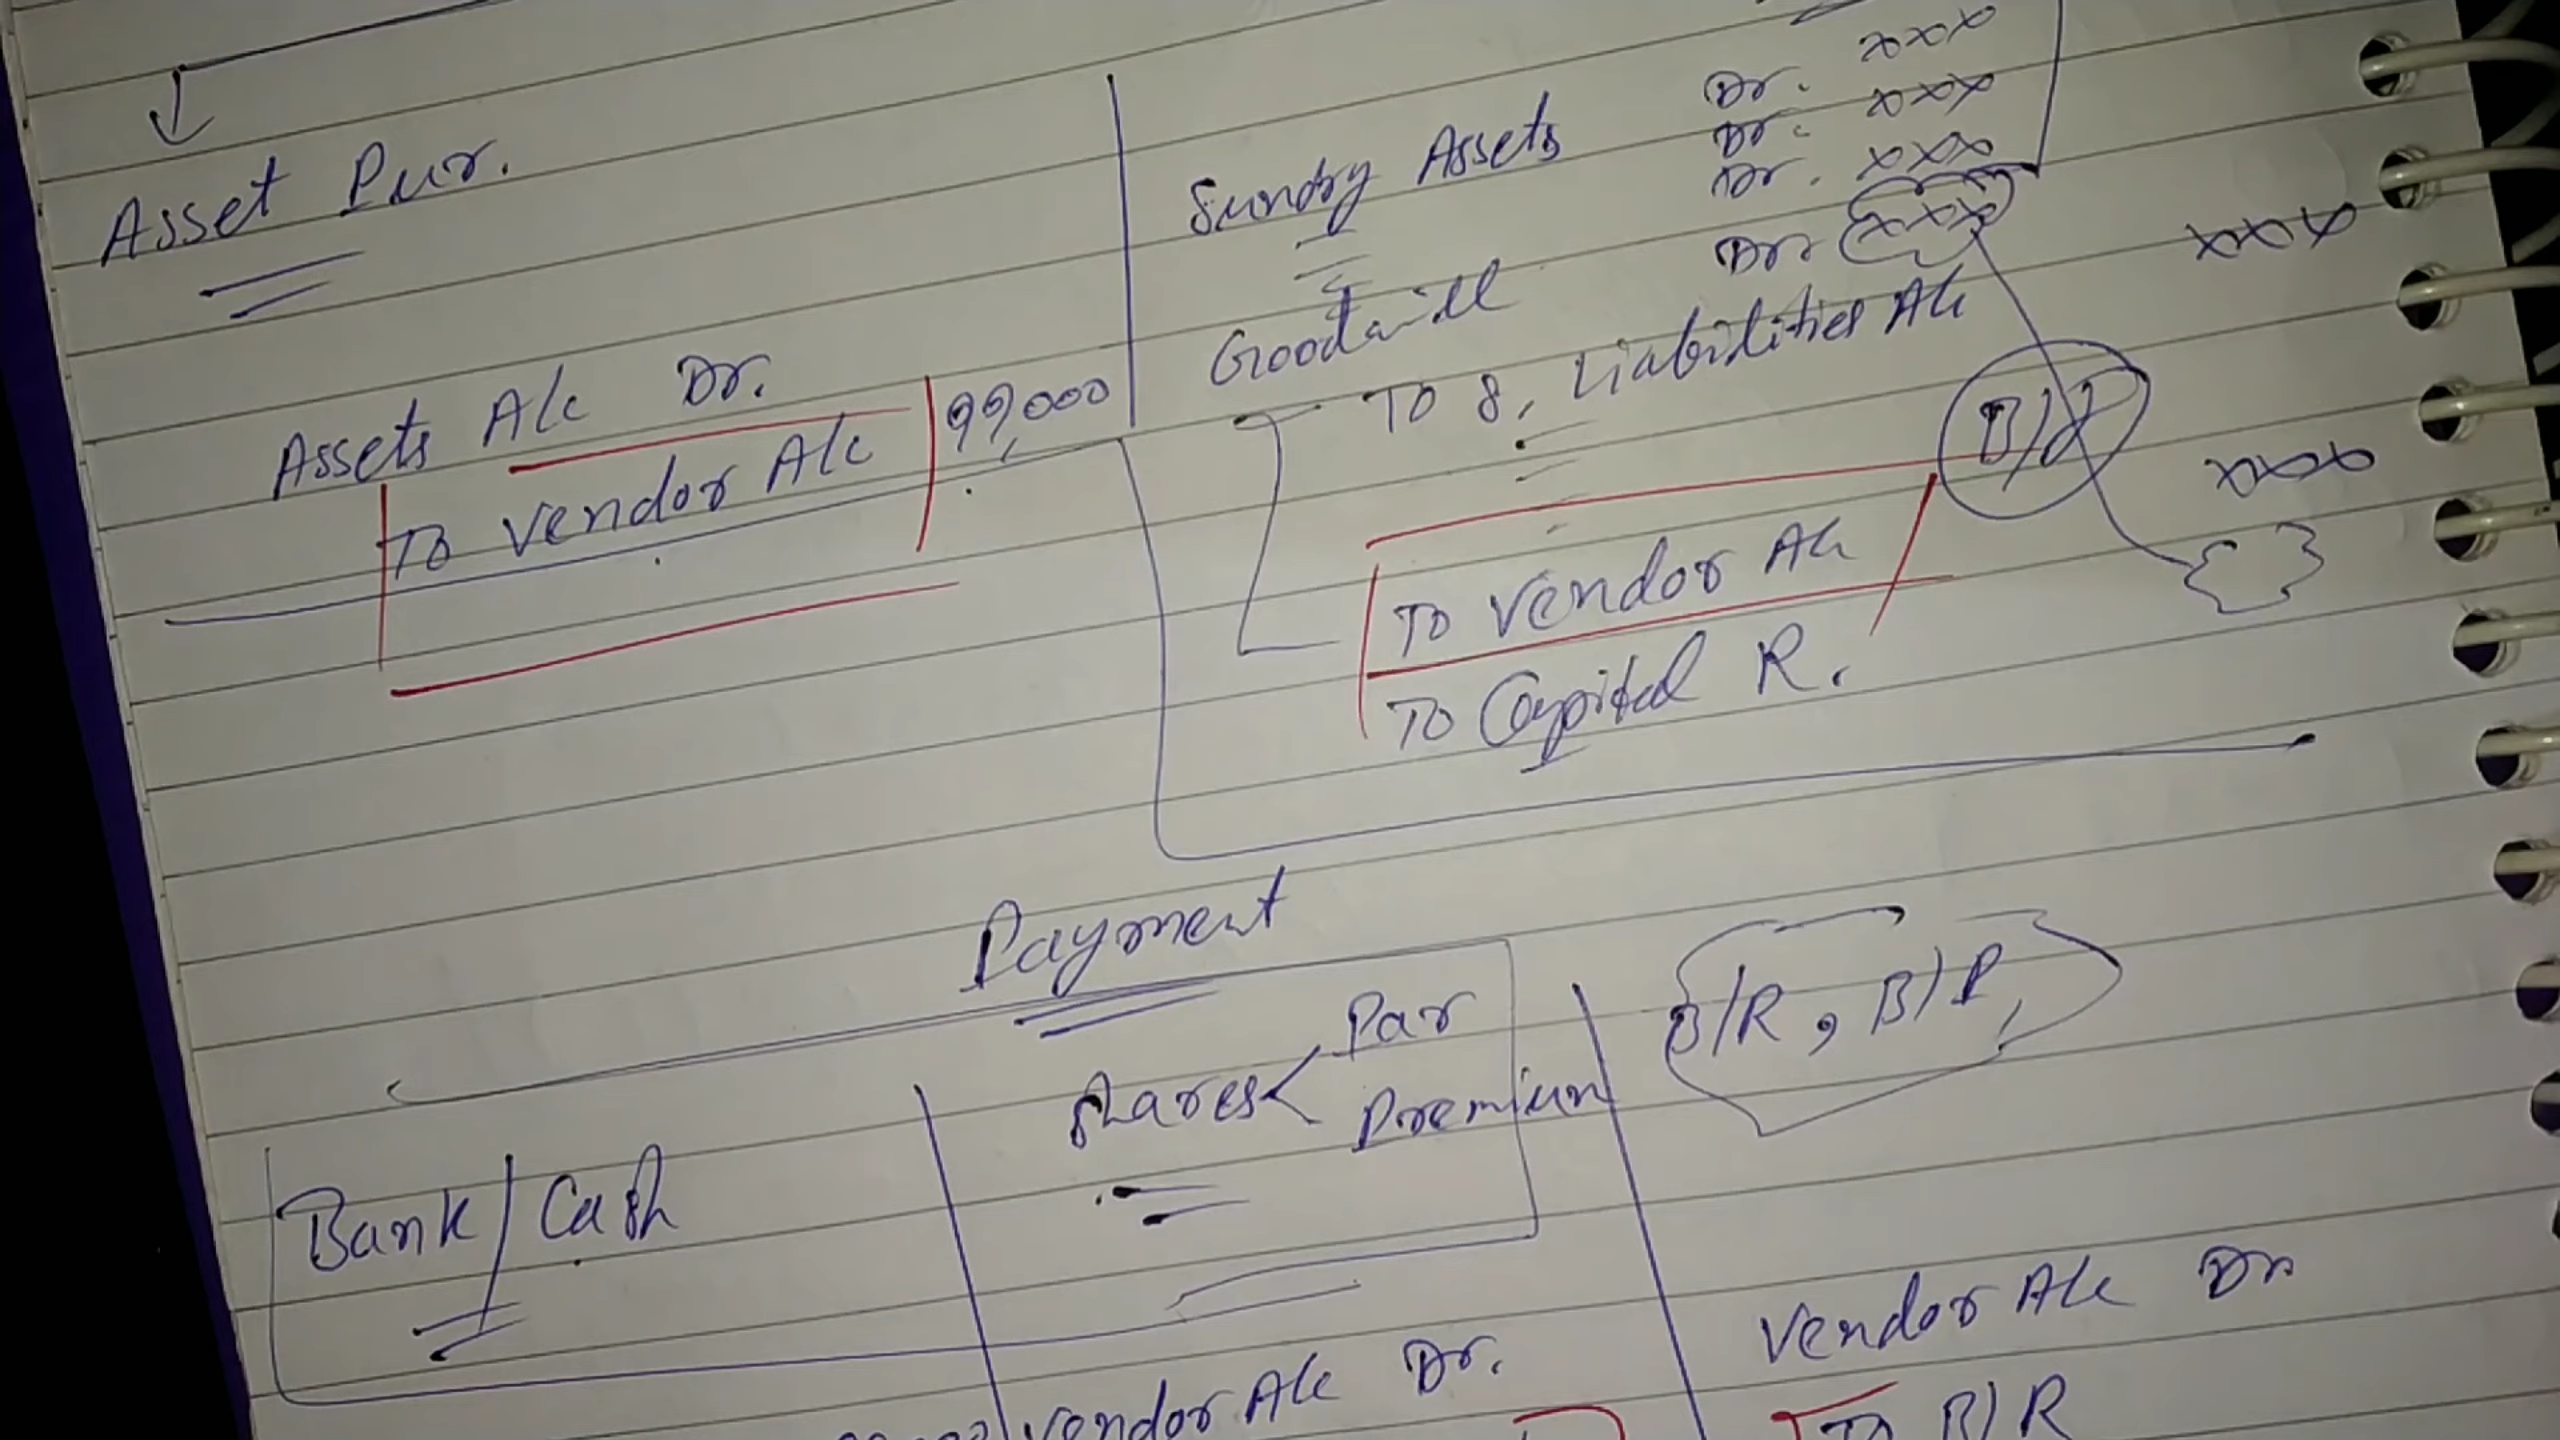 Asset Pur.
Assets A/c Dr.
To Vendor A/c 99,000
Dr. xxx
Sundry Assets Dr. xxx
Dr. xxx
Goodwill Dr. xxx xxx
To S. Liabilities A/c
B/d xxx
To Vendor A/c
To Capital R.
Payment
Bank/Cash
Shares < Par
Premium
B/R, B/P
Vendor A/c Dr.
Vendor A/c Dr
To B/R